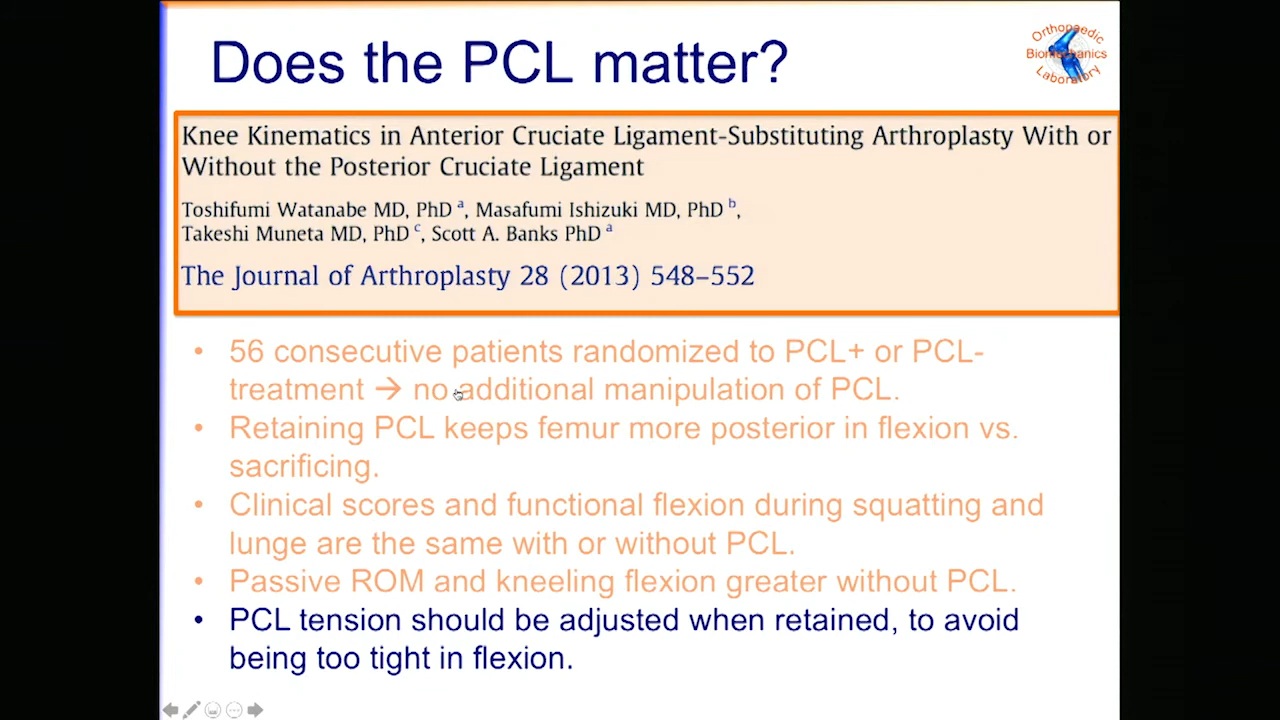 Does the PCL matter?
Orthopaedic
Biomechanics
Laboratory
Knee Kinematics in Anterior Cruciate Ligament-Substituting Arthroplasty With or
Without the Posterior Cruciate Ligament
Toshifumi Watanabe MD, PhD a, Masafumi Ishizuki MD, PhD b,
Takeshi Muneta MD, PhD c, Scott A. Banks PhD a
The Journal of Arthroplasty 28 (2013) 548–552
• 56 consecutive patients randomized to PCL+ or PCL-
treatment → no additional manipulation of PCL.
• Retaining PCL keeps femur more posterior in flexion vs.
sacrificing.
• Clinical scores and functional flexion during squatting and
lunge are the same with or without PCL.
• Passive ROM and kneeling flexion greater without PCL.
• PCL tension should be adjusted when retained, to avoid
being too tight in flexion.